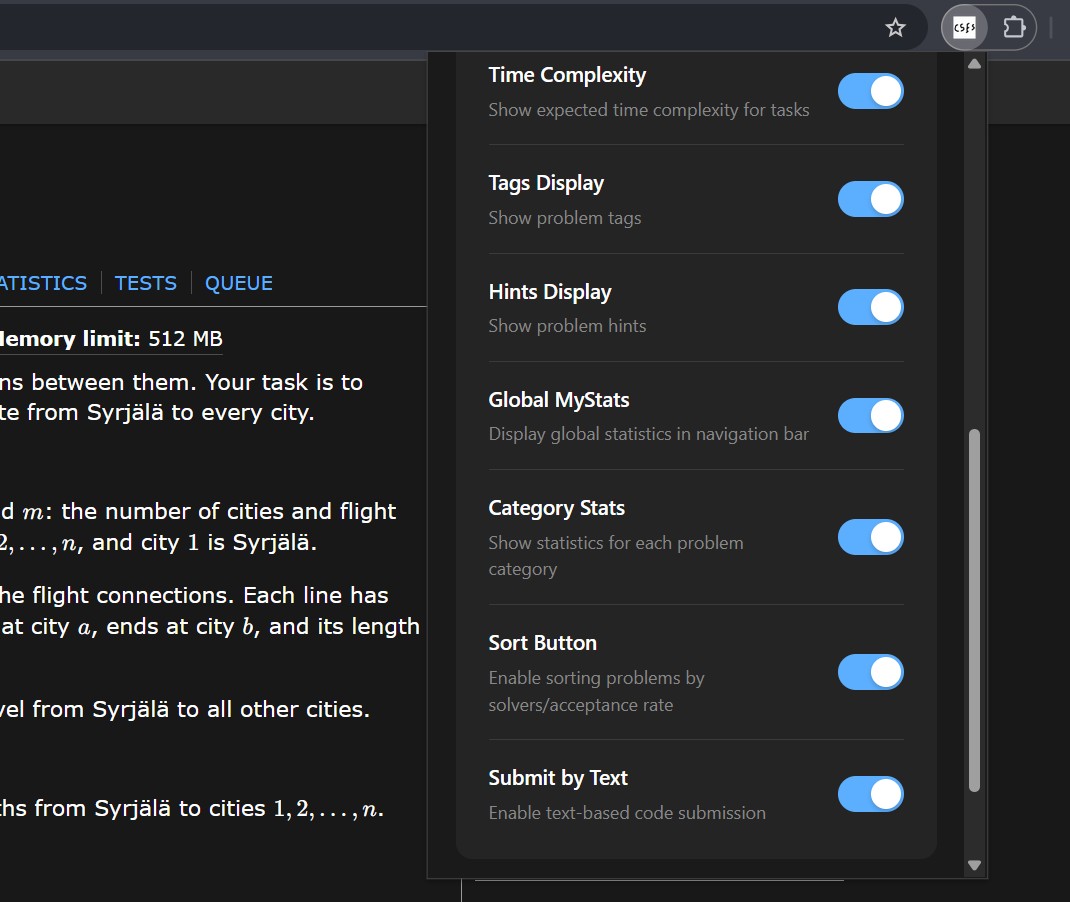 CSFS
Time Complexity
Show expected time complexity for tasks
Tags Display
Show problem tags
Hints Display
Show problem hints
Global MyStats
Display global statistics in navigation bar
Category Stats
Show statistics for each problem
category
Sort Button
Enable sorting problems by
solvers/acceptance rate
Submit by Text
Enable text-based code submission
ATISTICS | TESTS | QUEUE
Memory limit: 512 MB
ns between them. Your task is to
te from Syrjälä to every city.
d m: the number of cities and flight
2,...,n, and city 1 is Syrjälä.
he flight connections. Each line has
at city a, ends at city b, and its length
vel from Syrjälä to all other cities.
ths from Syrjälä to cities 1,2,...,n.